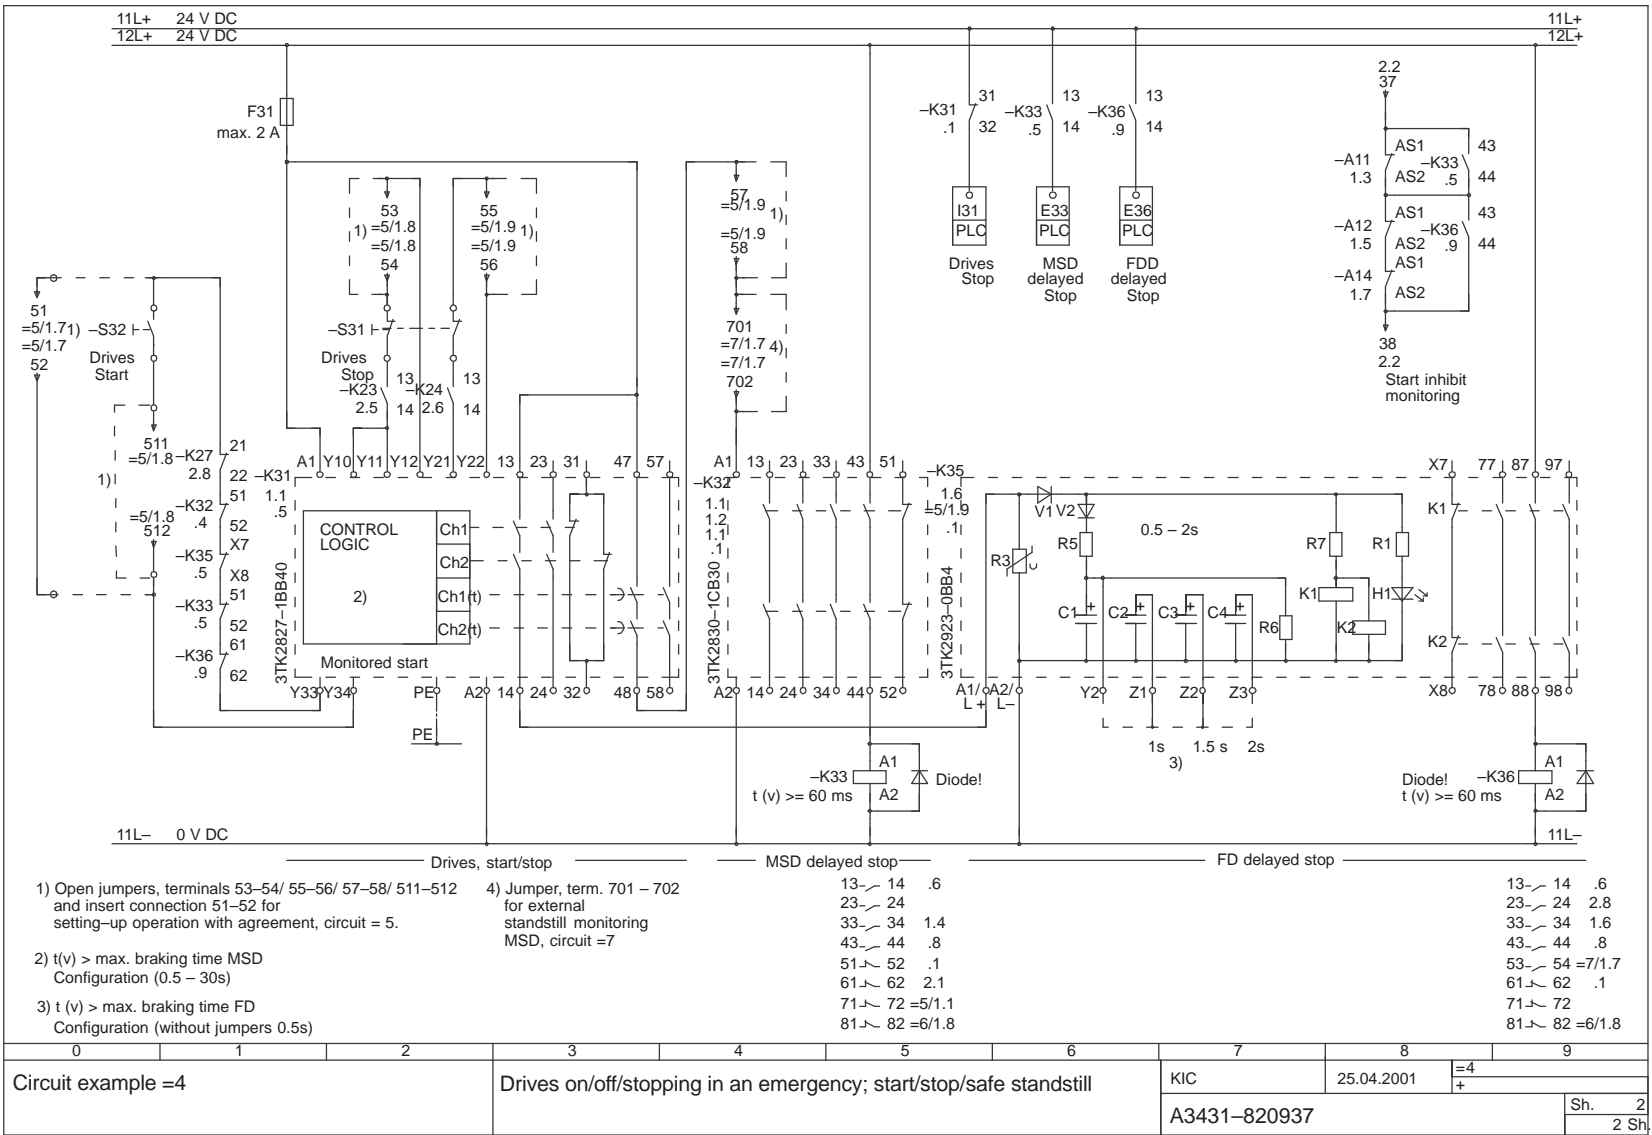 11L+ 24 V DC 11L+
12L+ 24 V DC 12L+
F31
max. 2 A
–K31
.1
31
32
–K33
.5
13
14
–K36
.9
13
14
I31
PLC
Drives
Stop
E33
PLC
MSD
delayed
Stop
E36
PLC
FDD
delayed
Stop
2.2
37
–A11
1.3
AS1
AS2
–K33
.5
43
44
–A12
1.5
AS1
AS2
–K36
.9
43
44
–A14
1.7
AS1
AS2
38
2.2
Start inhibit
monitoring
53
1) =5/1.8
=5/1.8
54
55
=5/1.9 1)
=5/1.9
56
57
=5/1.9 1)
=5/1.9
58
701
=7/1.7 4)
=7/1.7
702
51
=5/1.7 1)
=5/1.7
52
–S32
Drives
Start
–S31
Drives
Stop
–K23
2.5
13
14
–K24
2.6
13
14
511
=5/1.8
1)
=5/1.8
512
–K27
2.8
21
22
–K32
.4
51
52
–K35
.5
X7
X8
–K33
.5
51
52
–K36
.9
61
62
–K31
1.1
.5
A1 Y10 Y11 Y12 Y21 Y22 13 23 31 47 57
3TK2827–1BB40
CONTROL
LOGIC
2)
Ch1
Ch2
Ch1(t)
Ch2(t)
Monitored start
Y33 Y34 PE A2 14 24 32 48 58
PE
–K32
1.1
1.2
1.1
.1
A1 13 23 33 43 51
3TK2830–1CB30
A2 14 24 34 44 52
–K35
1.6
=5/1.9
.1
3TK2923–0BB4
V1 V2
0.5 – 2s
R3
R5
R7
R1
C1 +
C2 +
C3 +
C4 +
R6
K1
K2
H1
X7 77 87 97
K1
K2
A1/
L +
A2/
L–
Y2 Z1 Z2 Z3
X8 78 88 98
1s 1.5 s 2s
3)
–K33
t (v) >= 60 ms
A1
A2
Diode!
Diode!
t (v) >= 60 ms
–K36
A1
A2
11L– 0 V DC 11L–
Drives, start/stop
MSD delayed stop
FD delayed stop
1) Open jumpers, terminals 53–54/ 55–56/ 57–58/ 511–512
and insert connection 51–52 for
setting–up operation with agreement, circuit = 5.
2) t(v) > max. braking time MSD
Configuration (0.5 – 30s)
3) t (v) > max. braking time FD
Configuration (without jumpers 0.5s)
4) Jumper, term. 701 – 702
for external
standstill monitoring
MSD, circuit =7
13 14 .6
23 24
33 34 1.4
43 44 .8
51 52 .1
61 62 2.1
71 72 =5/1.1
81 82 =6/1.8
13 14 .6
23 24 2.8
33 34 1.6
43 44 .8
53 54 =7/1.7
61 62 .1
71 72
81 82 =6/1.8
0 1 2 3 4 5 6 7 8 9
Circuit example =4
Drives on/off/stopping in an emergency; start/stop/safe standstill
KIC
25.04.2001
=4
+
A3431–820937
Sh. 2
2 Sh.